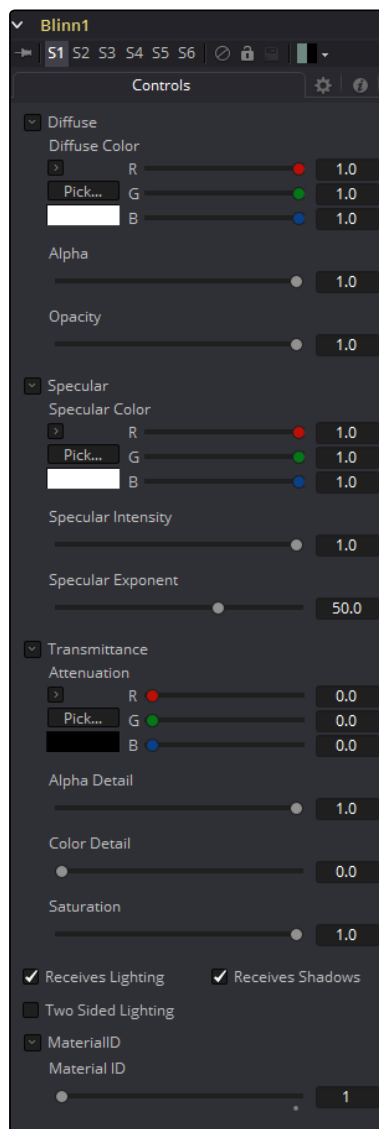 Blinn1
S1 S2 S3 S4 S5 S6
Controls
Diffuse
Diffuse Color
R 1.0
Pick... G 1.0
B 1.0
Alpha
1.0
Opacity
1.0
Specular
Specular Color
R 1.0
Pick... G 1.0
B 1.0
Specular Intensity
1.0
Specular Exponent
50.0
Transmittance
Attenuation
R 0.0
Pick... G 0.0
B 0.0
Alpha Detail
1.0
Color Detail
0.0
Saturation
1.0
Receives Lighting Receives Shadows
Two Sided Lighting
MaterialID
Material ID
1